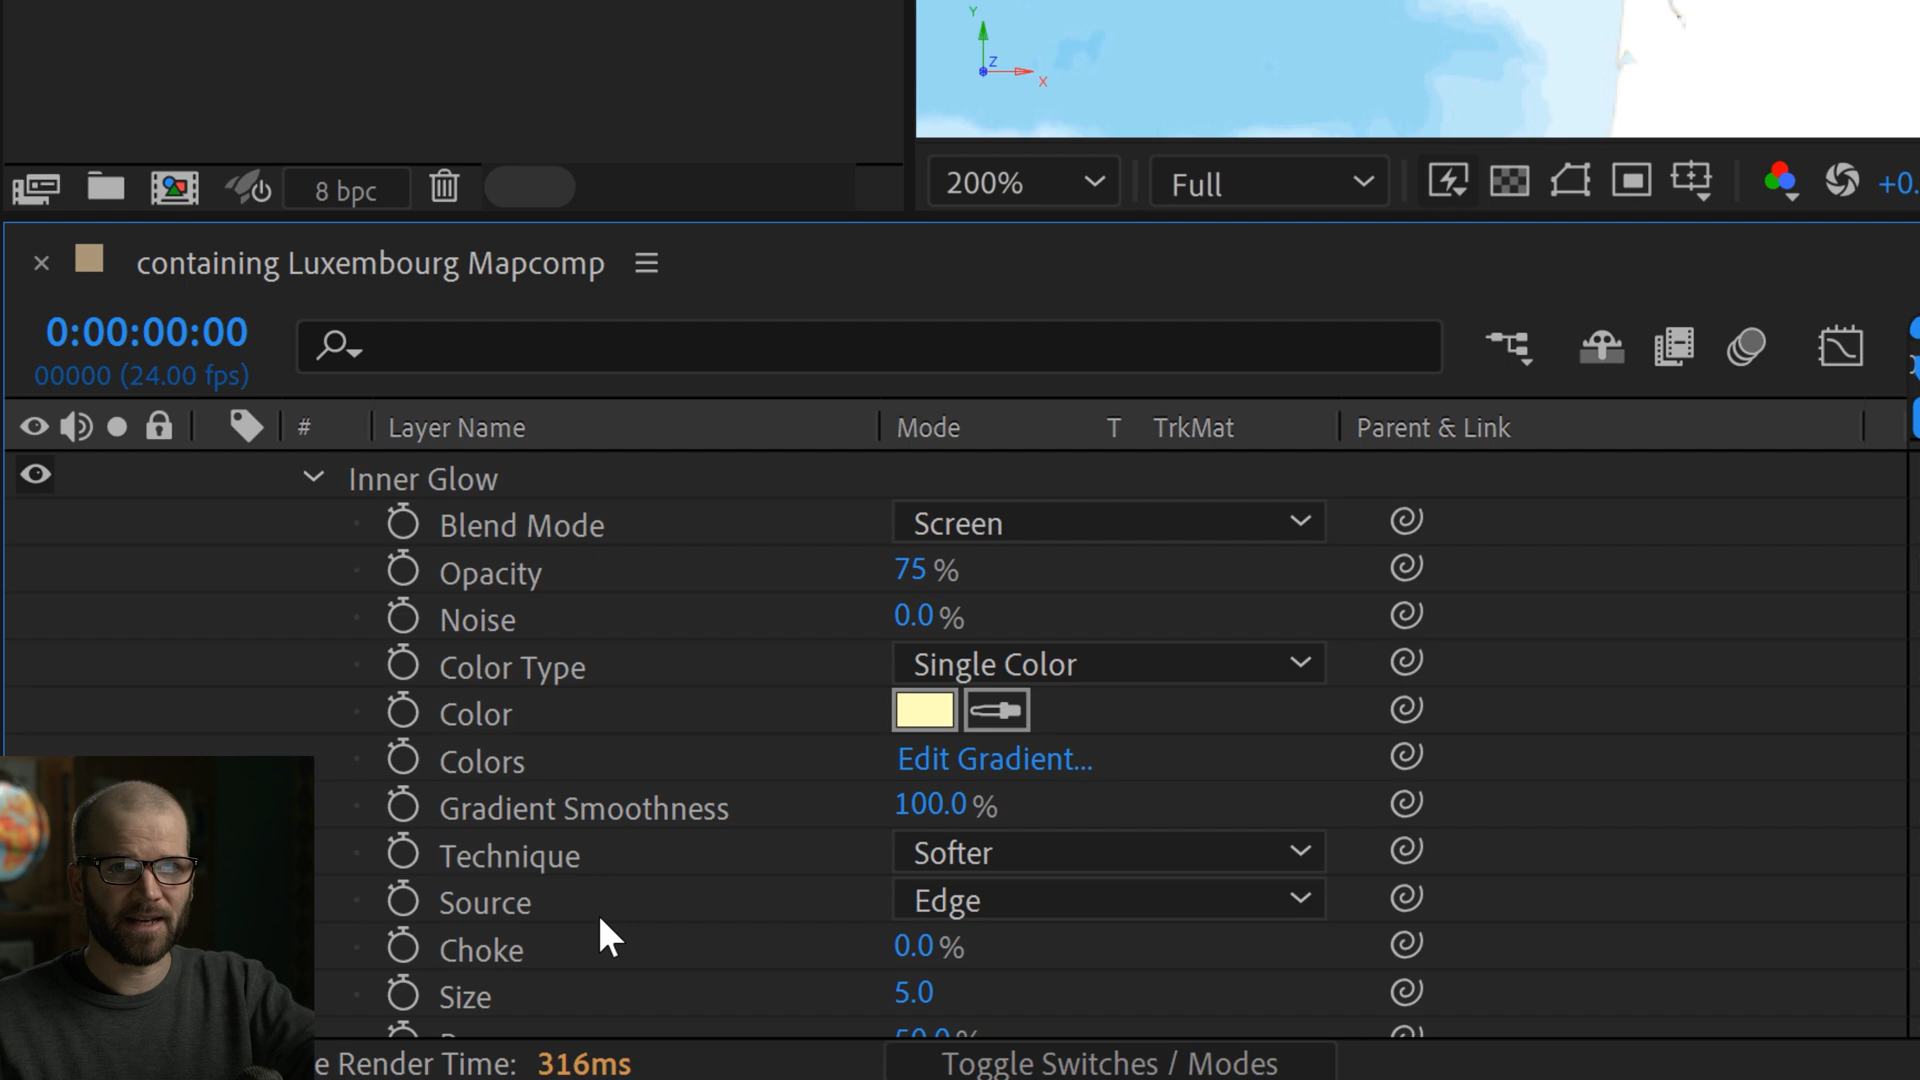 Y
Z
X
8 bpc
200%
Full
+0.
containing Luxembourg Mapcomp
0:00:00:00
00000 (24.00 fps)
# Layer Name Mode T TrkMat Parent & Link
Inner Glow
Blend Mode Screen
Opacity 75 %
Noise 0.0 %
Color Type Single Color
Color
Colors Edit Gradient...
Gradient Smoothness 100.0 %
Technique Softer
Source Edge
Choke 0.0 %
Size 5.0
50.0 %
e Render Time: 316ms
Toggle Switches / Modes